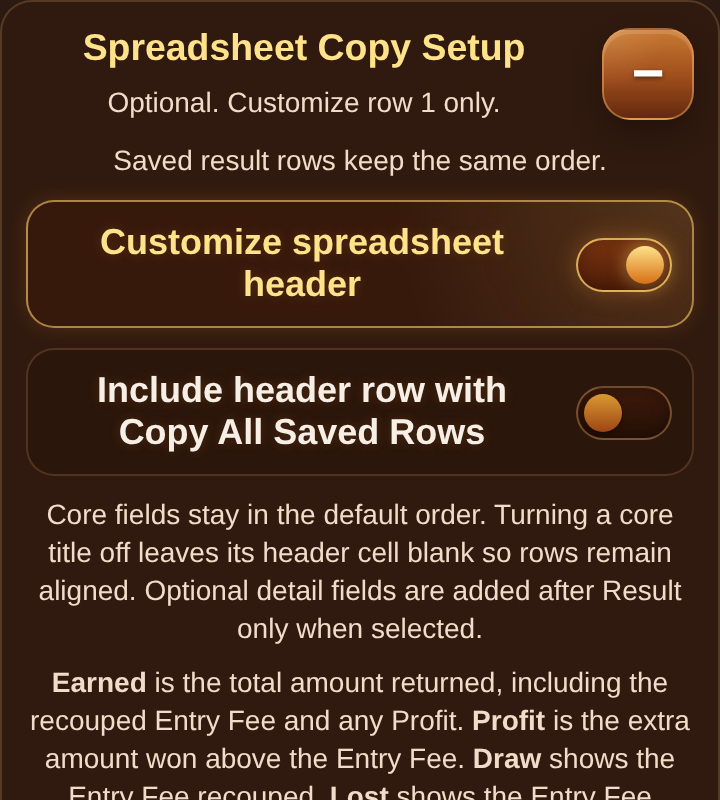 Spreadsheet Copy Setup
Optional. Customize row 1 only.
Saved result rows keep the same order.
Customize spreadsheet
header
Include header row with
Copy All Saved Rows
Core fields stay in the default order. Turning a core
title off leaves its header cell blank so rows remain
aligned. Optional detail fields are added after Result
only when selected.
Earned is the total amount returned, including the
recouped Entry Fee and any Profit. Profit is the extra
amount won above the Entry Fee. Draw shows the
Entry Fee recouped. Lost shows the Entry Fee